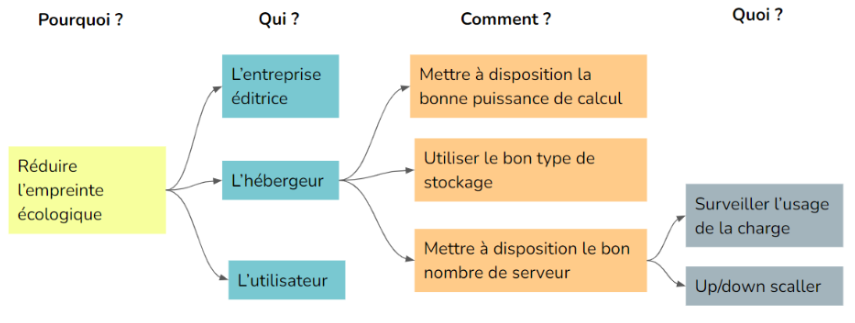 Pourquoi ?
Qui ?
Comment ?
Quoi ?
Réduire
l'empreinte
écologique
L'entreprise
éditrice
L'hébergeur
L'utilisateur
Mettre à disposition la
bonne puissance de calcul
Utiliser le bon type de
stockage
Mettre à disposition le bon
nombre de serveur
Surveiller l'usage
de la charge
Up/down scaller